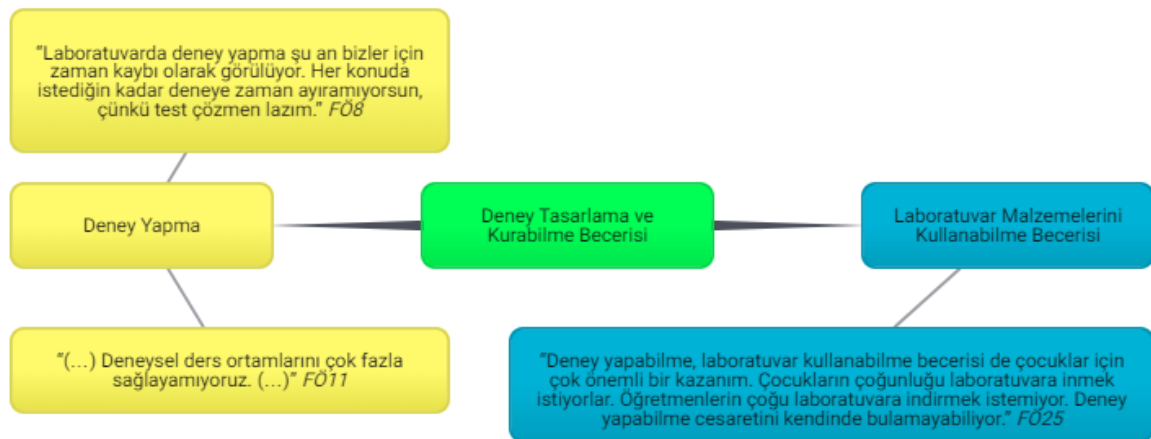 “Laboratuvarda deney yapma şu an bizler için
zaman kaybı olarak görülüyor. Her konuda
istediğin kadar deneye zaman ayıramıyorsun,
çünkü test çözmen lazım.” FÖ8
Deney Yapma
Deney Tasarlama ve
Kurabilme Becerisi
Laboratuvar Malzemelerini
Kullanabilme Becerisi
“(…) Deneysel ders ortamlarını çok fazla
sağlayamıyoruz. (…)” FÖ11
“Deney yapabilme, laboratuvar kullanabilme becerisi de çocuklar için
çok önemli bir kazanım. Çocukların çoğunluğu laboratuvara inmek
istiyorlar. Öğretmenlerin çoğu laboratuvara indirmek istemiyor. Deney
yapabilme cesaretini kendinde bulamayabiliyor.” FÖ25